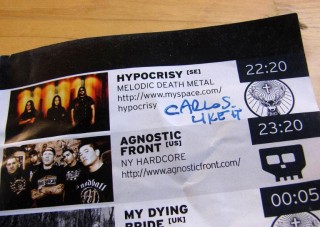 HYPOCRISY [SE]
22:20
MELODIC DEATH METAL
http://www.myspace.com/
hypocrisy
CARLOS
LIKE IT
AGNOSTIC
FRONT [US]
23:20
NY HARDCORE
http://www.agnosticfront.com/
00:05
MY DYING
BRIDE [UK]